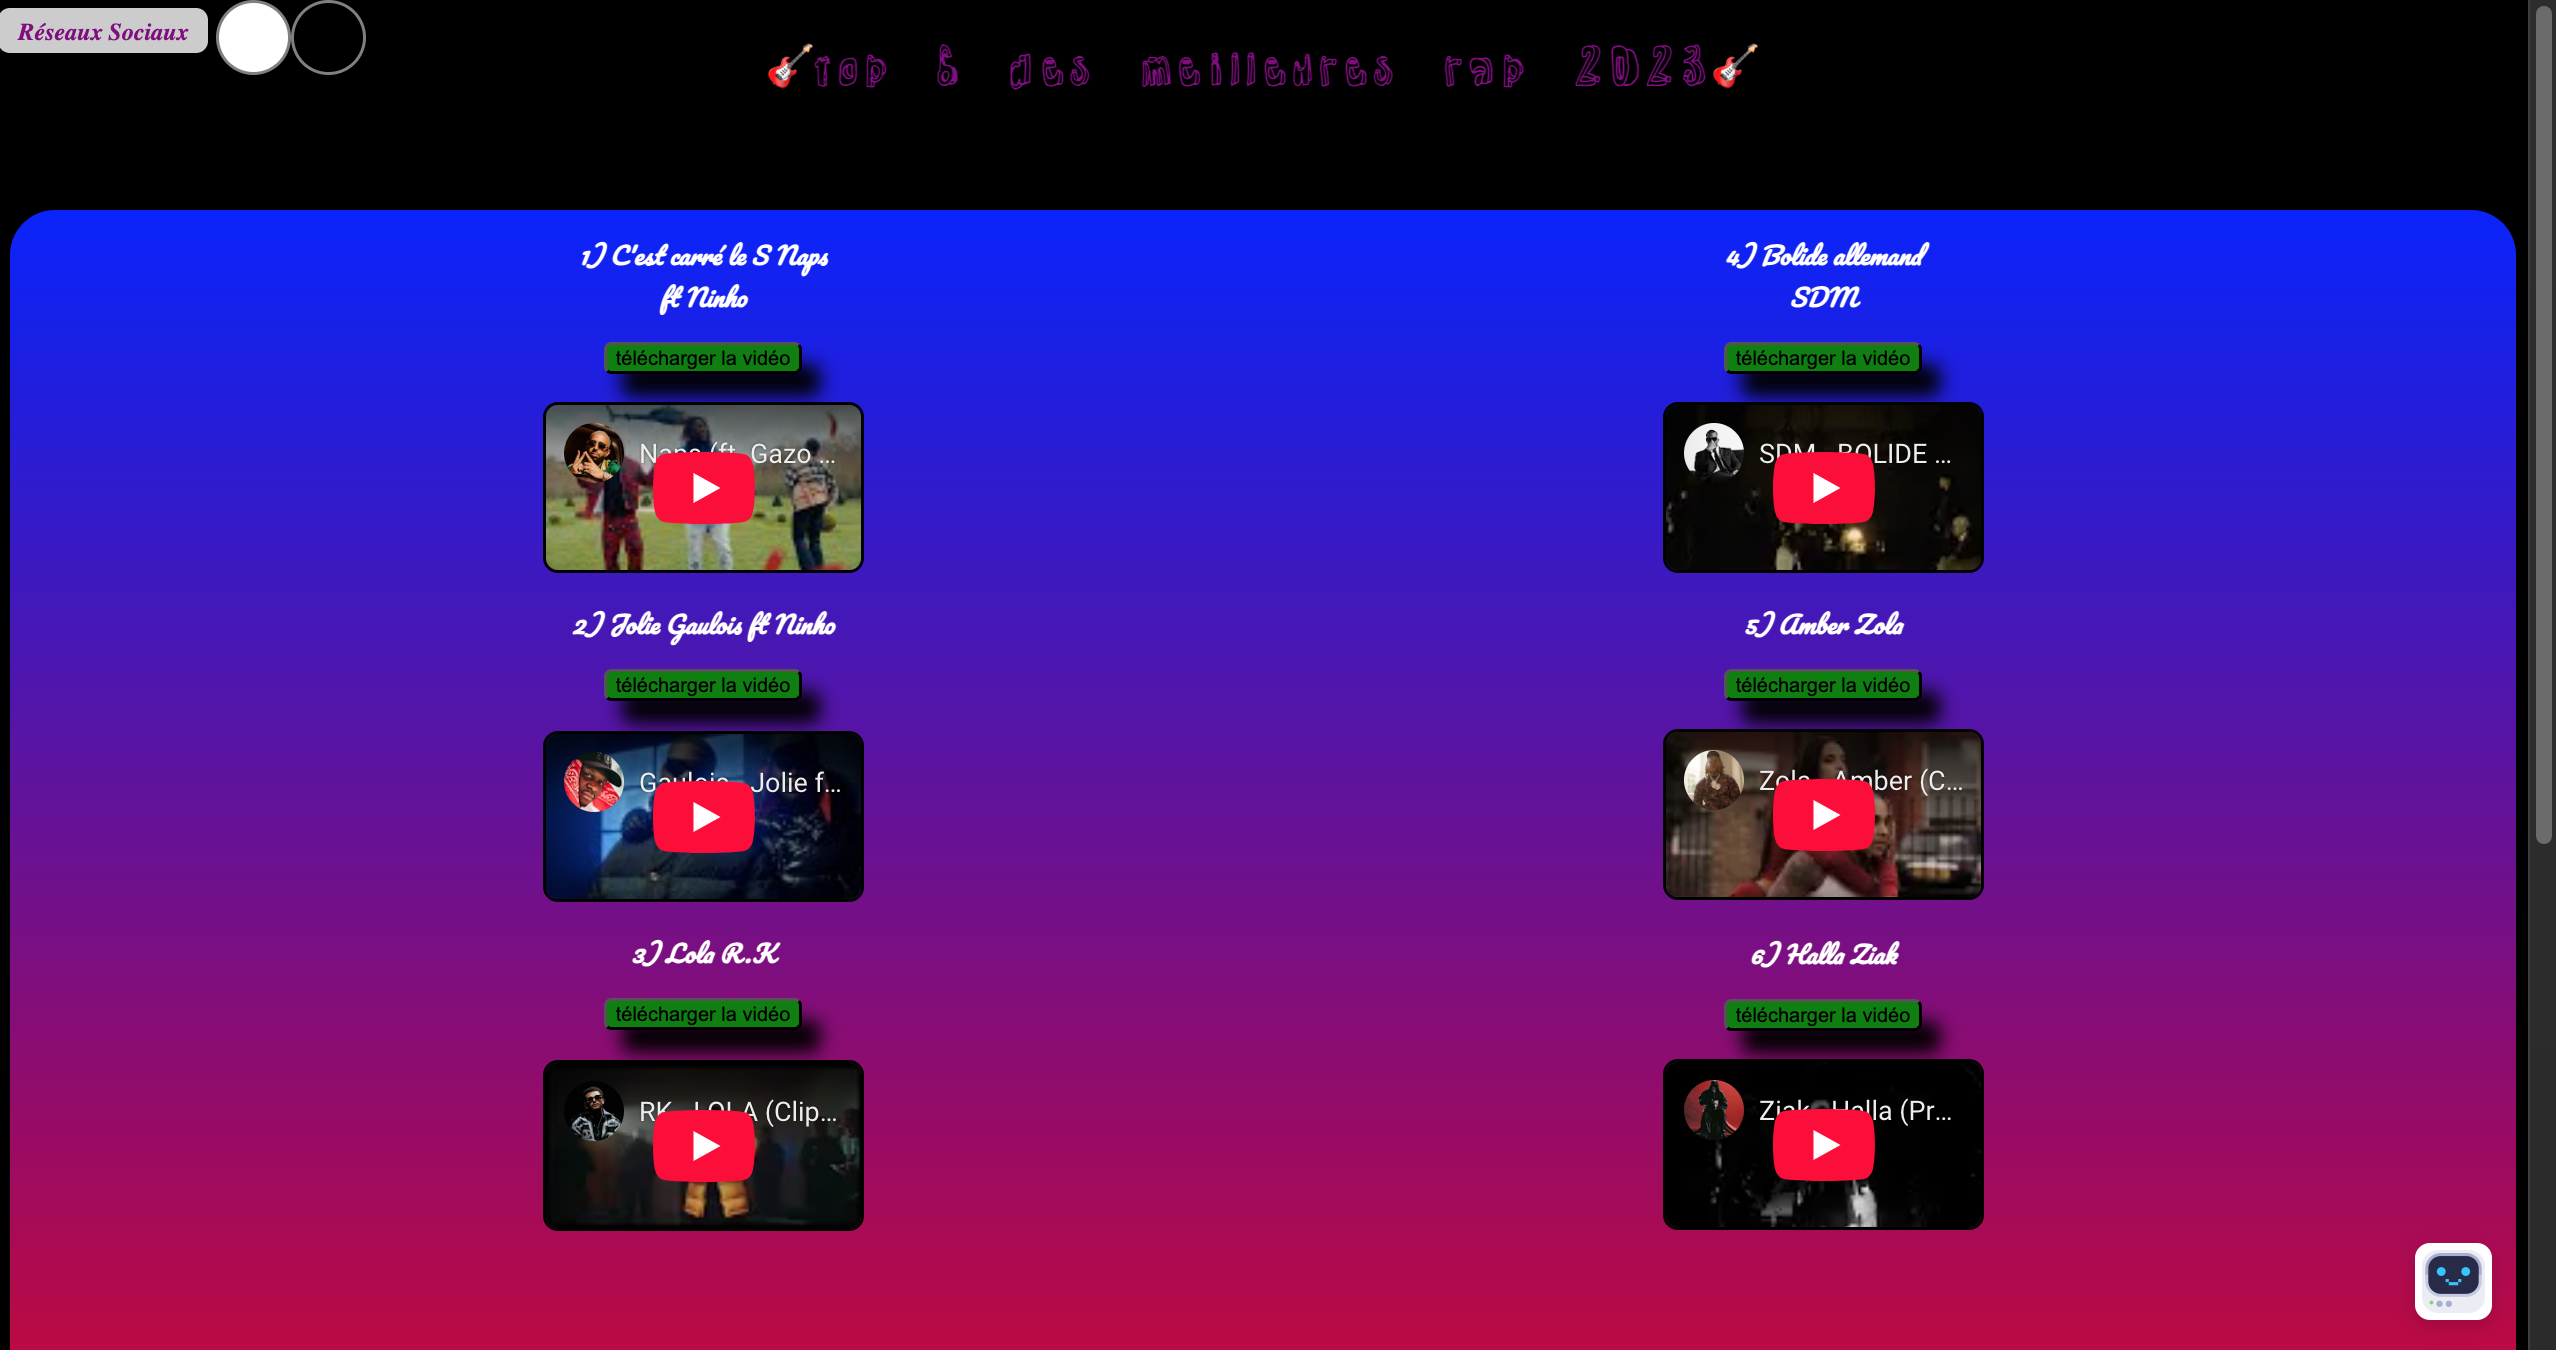 Réseaux Sociaux
🎸Top 6 des meilleures rap 2023🎸
1) C'est carré le S Naps
ft Ninho
télécharger la vidéo
Naps (ft. Gazo ...
2) Jolie Gaulois ft Ninho
télécharger la vidéo
Gaulois - Jolie f...
3) Lola R.K
télécharger la vidéo
RK - LOLA (Clip...
4) Bolide allemand
SDM
télécharger la vidéo
SDM - BOLIDE ...
5) Amber Zola
télécharger la vidéo
Zola - Amber (C...
6) Halla Ziak
télécharger la vidéo
Ziak - Halla (Pr...